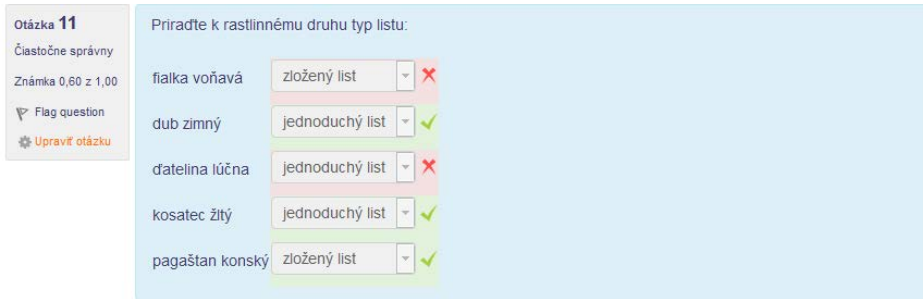 Otázka 11
Čiastočne správny
Známka 0,60 z 1,00
Flag question
Upraviť otázku
Priraďte k rastlinnému druhu typ listu:
fialka voňavá zložený list
dub zimný jednoduchý list
ďatelina lúčna jednoduchý list
kosatec žltý jednoduchý list
pagaštan konský zložený list